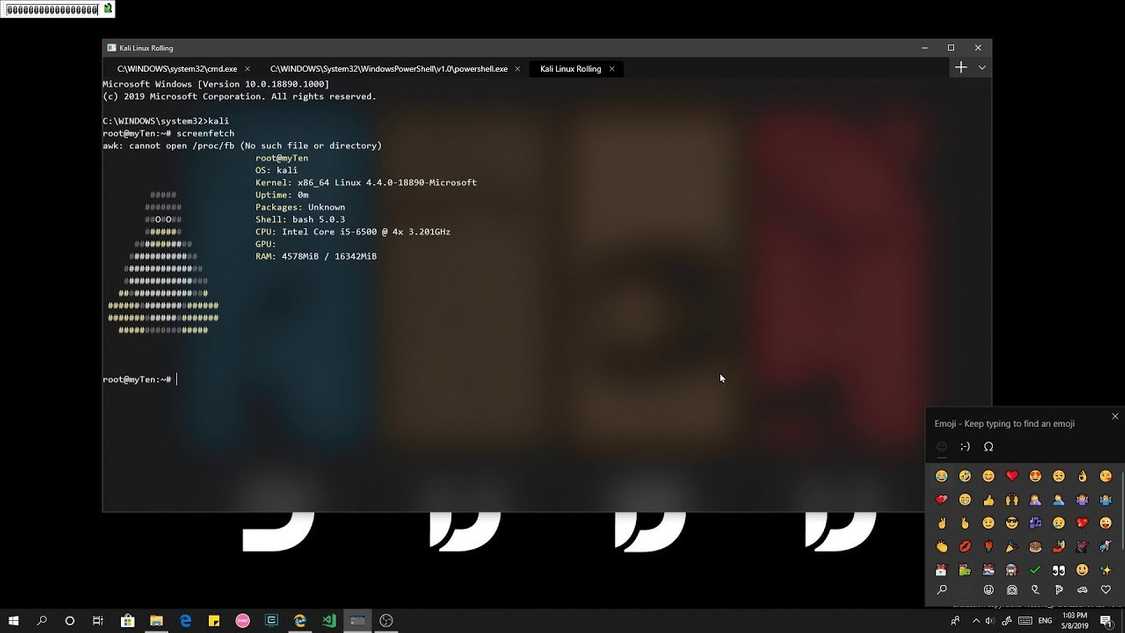 Kali Linux Rolling
C:\WINDOWS\system32\cmd.exe
C:\WINDOWS\System32\WindowsPowerShell\v1.0\powershell.exe
Kali Linux Rolling
Microsoft Windows [Version 10.0.18890.1000]
(c) 2019 Microsoft Corporation. All rights reserved.
C:\WINDOWS\system32>kali
root@myTen:~# screenfetch
awk: cannot open /proc/fb (No such file or directory)
root@myTen
OS: kali
Kernel: x86_64 Linux 4.4.0-18890-Microsoft
Uptime: 0m
Packages: Unknown
Shell: bash 5.0.3
CPU: Intel Core i5-6500 @ 4x 3.201GHz
GPU:
RAM: 4578MiB / 16342MiB
root@myTen:~#
Emoji - Keep typing to find an emoji
;-)
Ω
ENG
1:03 PM
5/8/2019